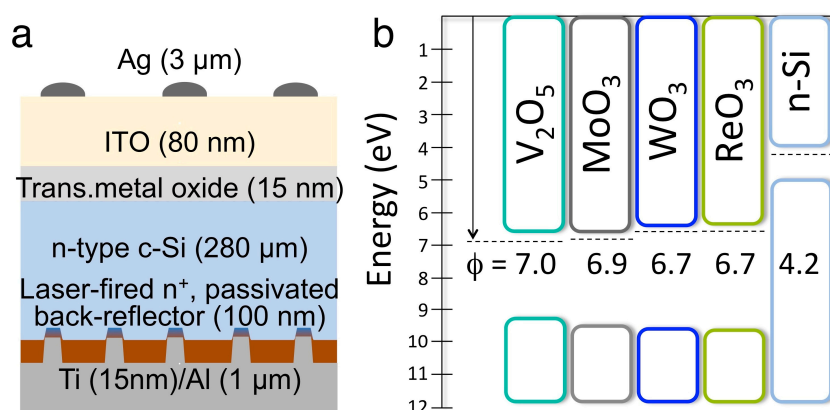 a
Ag (3 µm)
ITO (80 nm)
Trans.metal oxide (15 nm)
n-type c-Si (280 µm)
Laser-fired n⁺, passivated
back-reflector (100 nm)
Ti (15nm)/Al (1 µm)
b
Energy (eV)
1
2
3
4
5
6
7
8
9
10
11
12
V₂O₅
MoO₃
WO₃
ReO₃
n-Si
ϕ = 7.0 6.9 6.7 6.7 4.2